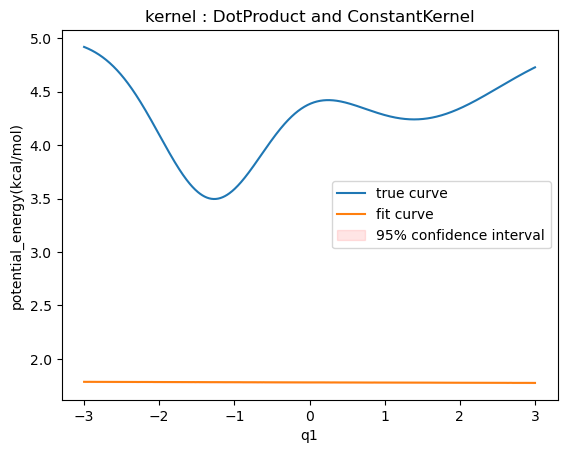 kernel : DotProduct and ConstantKernel
potential_energy(kcal/mol)
5.0
4.5
4.0
3.5
3.0
2.5
2.0
true curve
fit curve
95% confidence interval
−3 −2 −1 0 1 2 3
q1